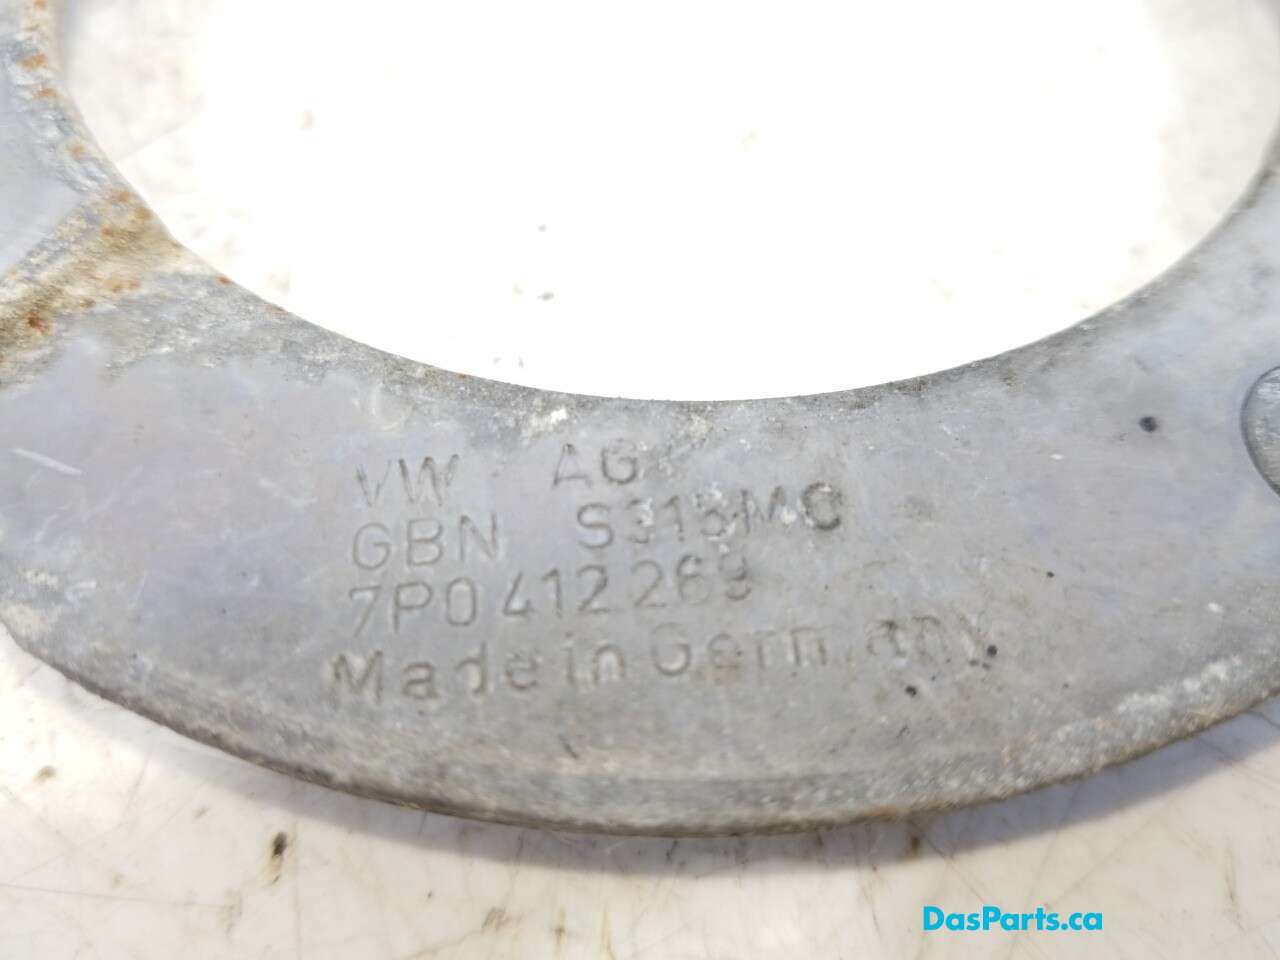 VW AG
GBN S315MC
7P0 412 269
Made in Germany
DasParts.ca